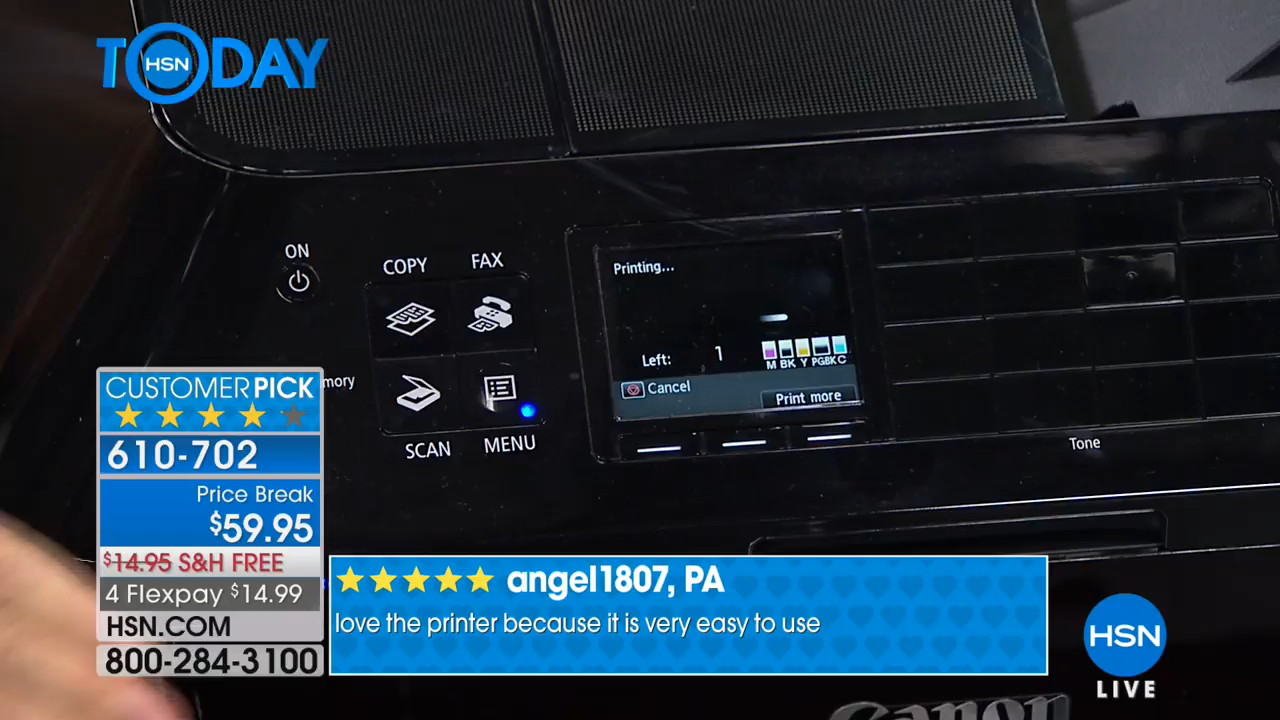 TODAY
HSN
ON
COPY
FAX
Printing...
Left: 1
M BK Y PGBK C
Cancel
Print more
mory
SCAN
MENU
Tone
CUSTOMER PICK
610-702
Price Break
$59.95
$14.95 S&H FREE
4 Flexpay $14.99
HSN.COM
800-284-3100
angel1807, PA
love the printer because it is very easy to use
HSN
LIVE
Canon